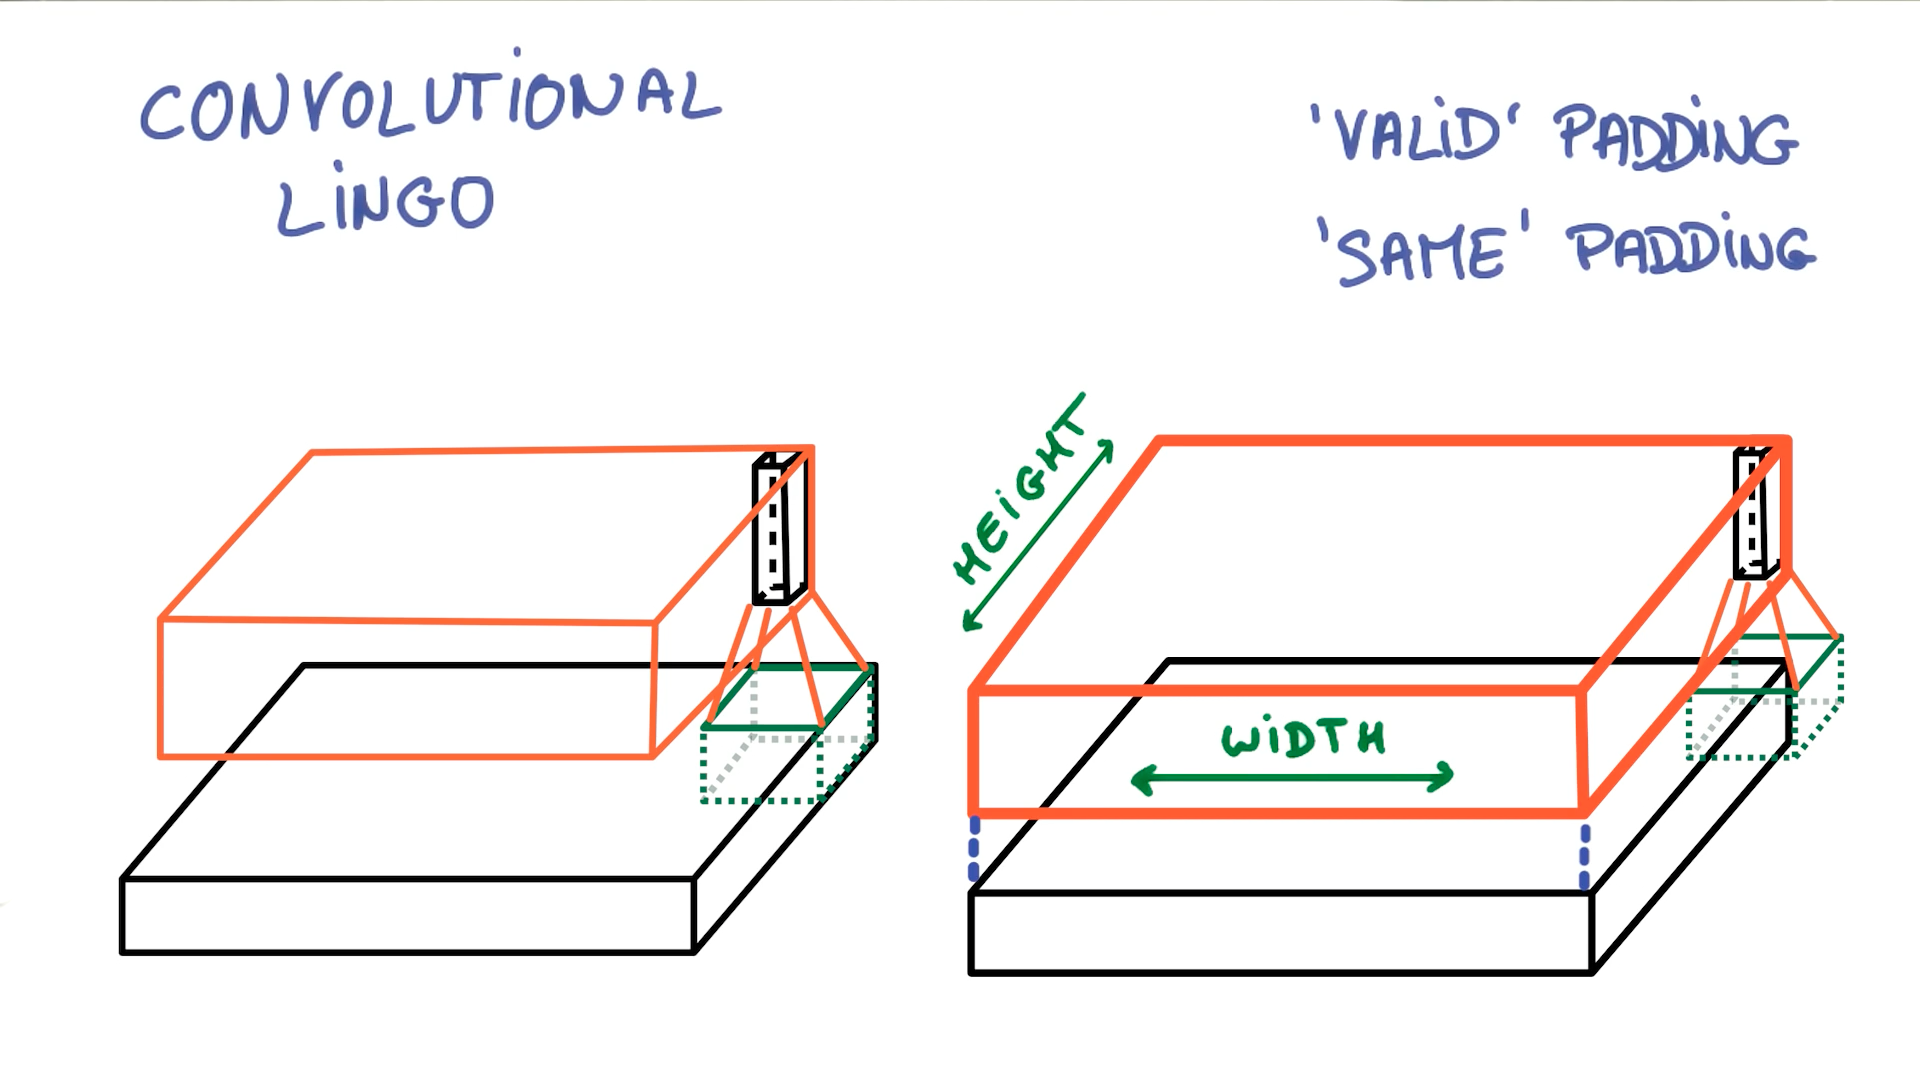 CONVOLUTIONAL
LiNGO
'VALiD' PADDiNG
'SAME' PADDiNG
HEiGHT
WiDTH